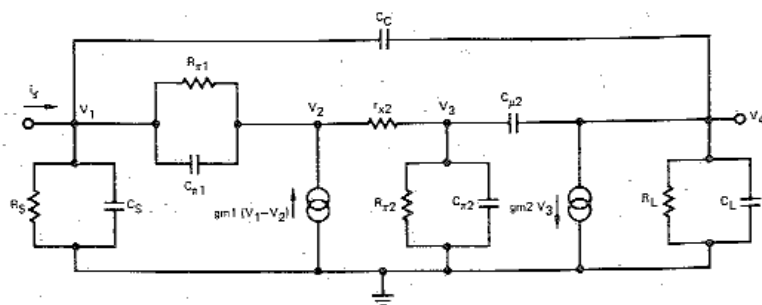 C_C
R_π1
i_s
V_1
V_2
r_x2
V_3
C_μ2
V_4
C_π1
R_S
C_S
gm1 (V_1-V_2)
R_π2
C_π2
gm2 V_3
R_L
C_L